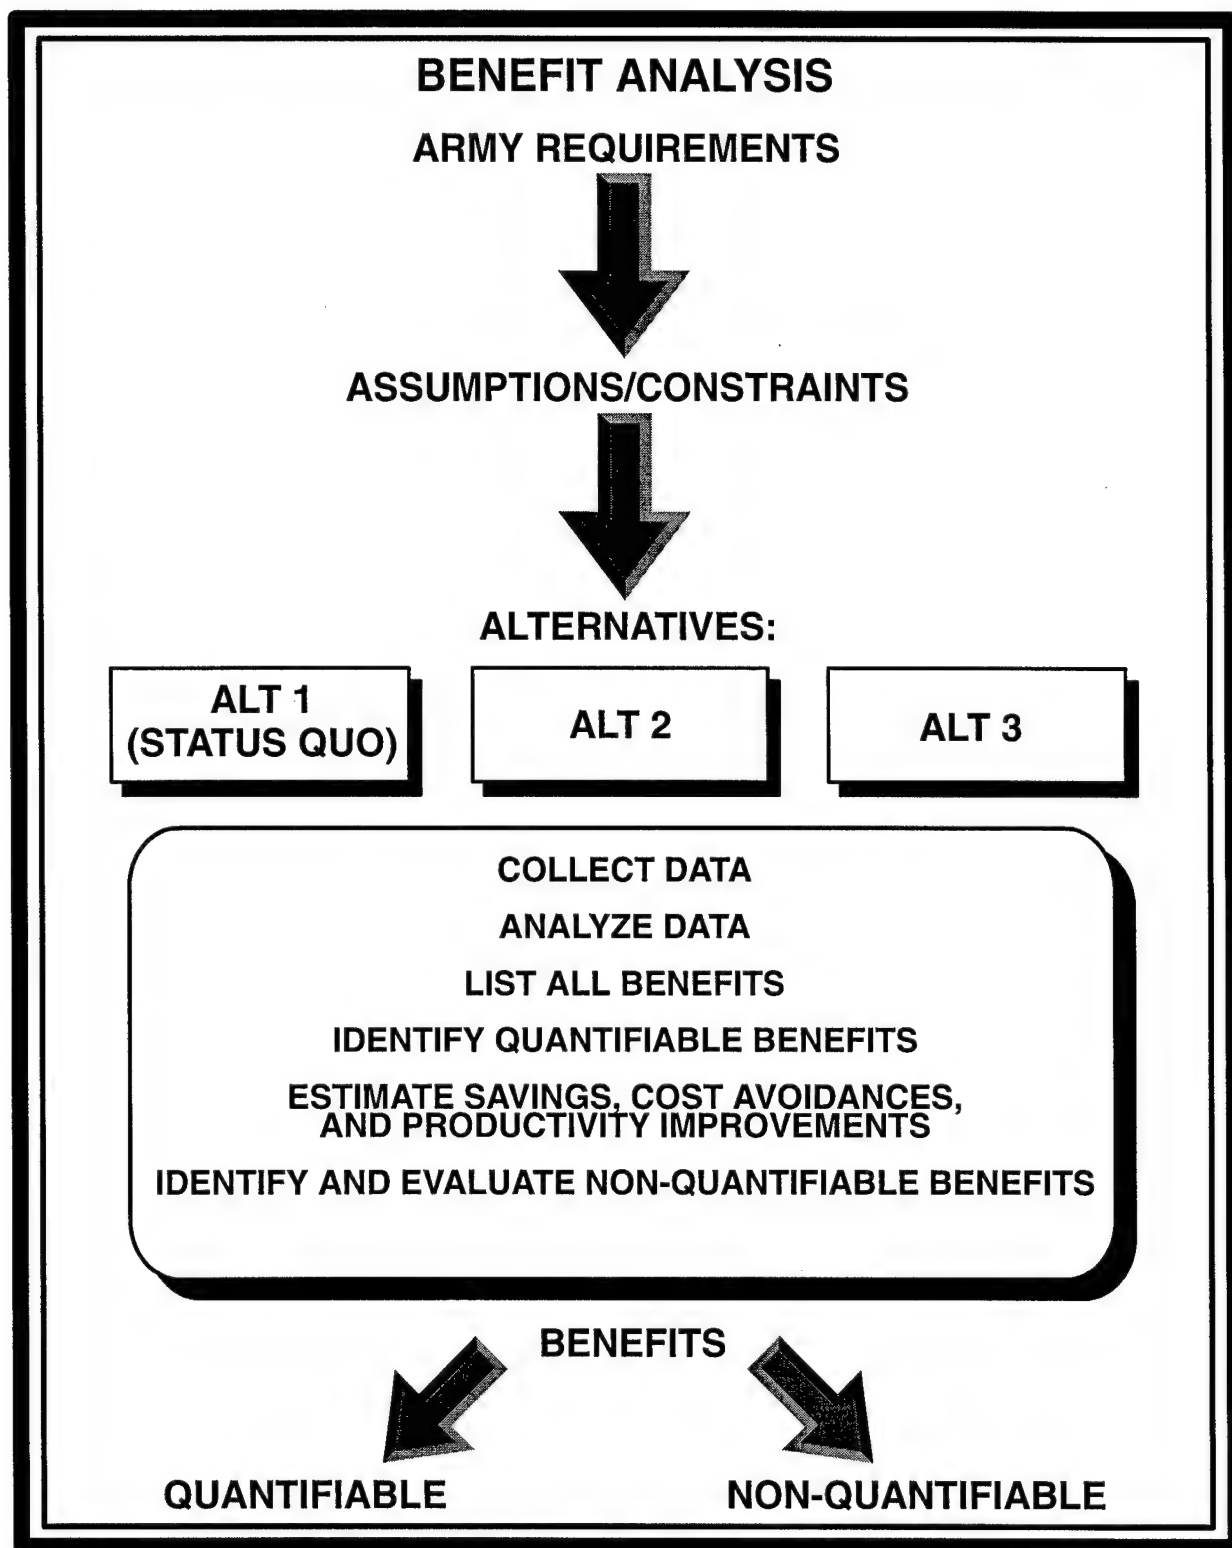 BENEFIT ANALYSIS
ARMY REQUIREMENTS
ASSUMPTIONS/CONSTRAINTS
ALTERNATIVES:
ALT 1
(STATUS QUO)
ALT 2
ALT 3
COLLECT DATA
ANALYZE DATA
LIST ALL BENEFITS
IDENTIFY QUANTIFIABLE BENEFITS
ESTIMATE SAVINGS, COST AVOIDANCES,
AND PRODUCTIVITY IMPROVEMENTS
IDENTIFY AND EVALUATE NON-QUANTIFIABLE BENEFITS
BENEFITS
QUANTIFIABLE
NON-QUANTIFIABLE